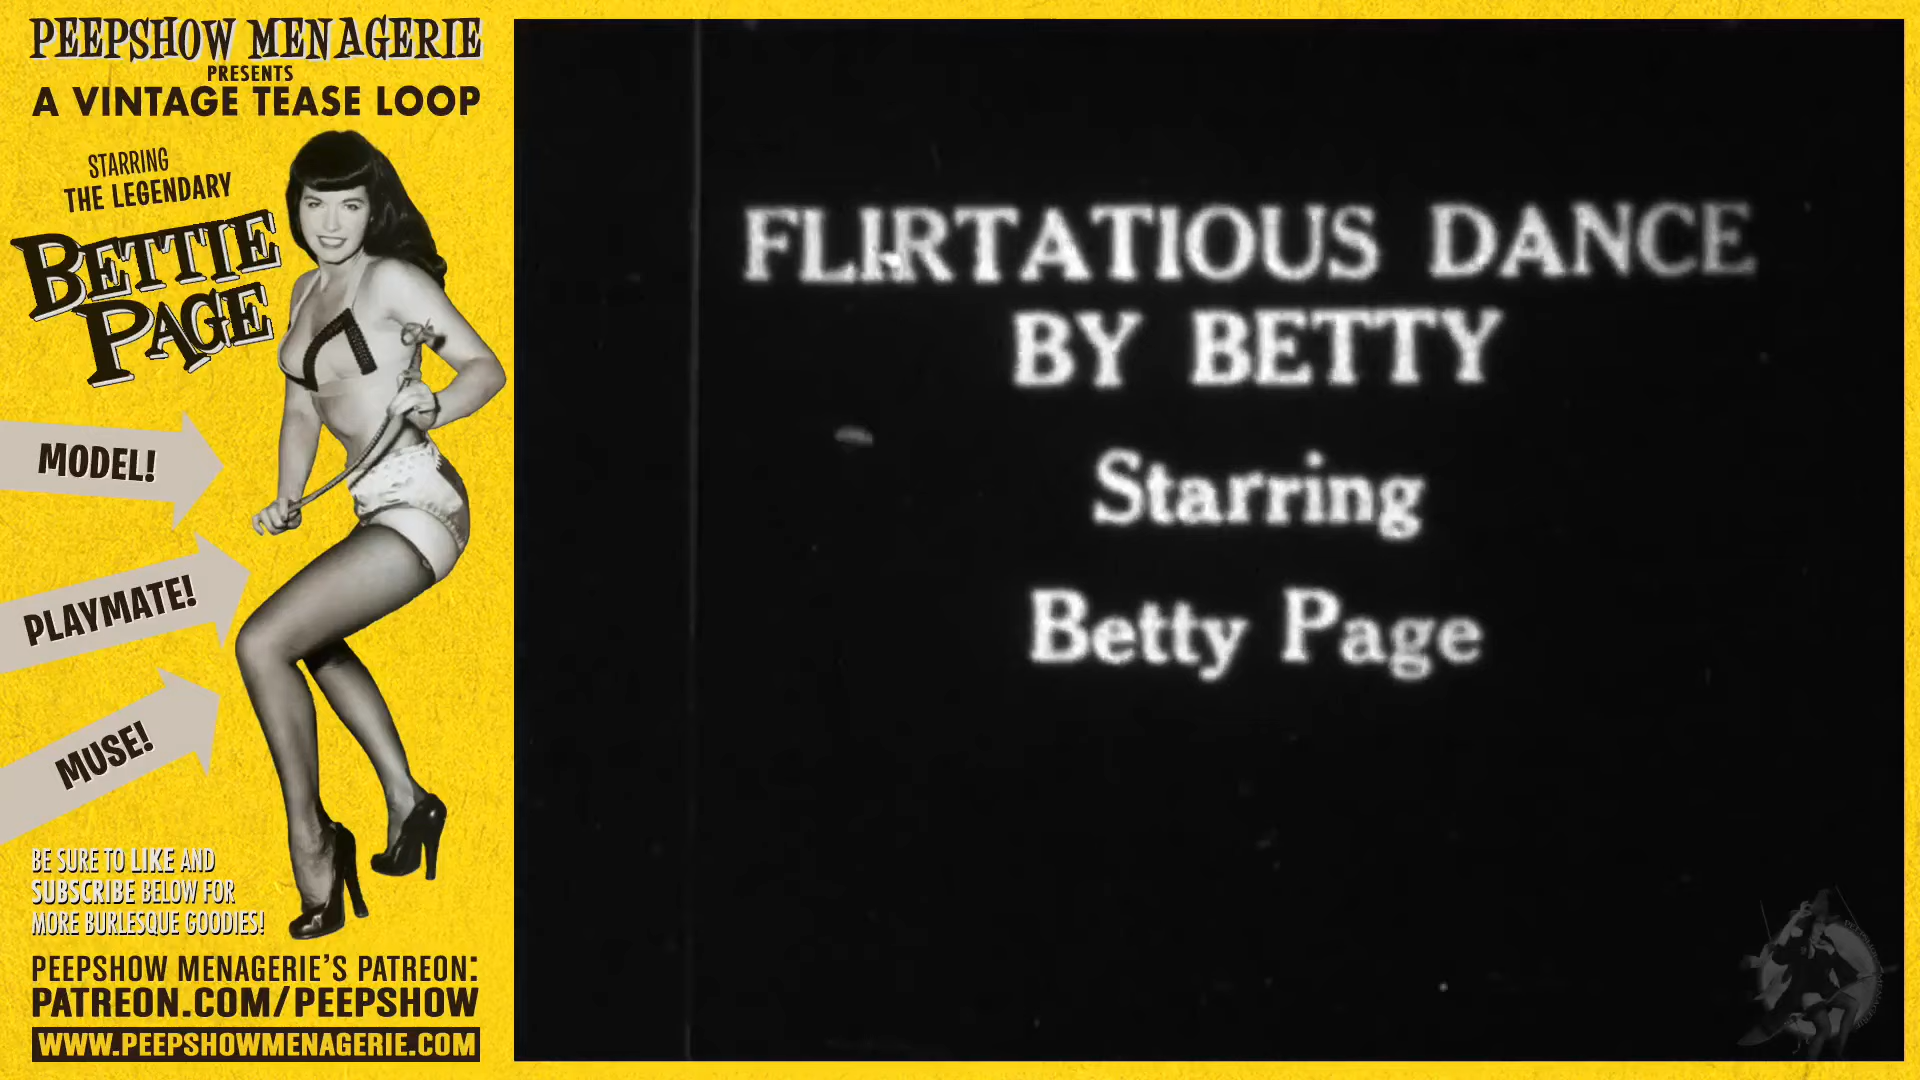 PEEPSHOW MENAGERIE
PRESENTS
A VINTAGE TEASE LOOP
STARRING
THE LEGENDARY
BETTIE
PAGE
MODEL!
PLAYMATE!
MUSE!
BE SURE TO LIKE AND
SUBSCRIBE BELOW FOR
MORE BURLESQUE GOODIES!
PEEPSHOW MENAGERIE'S PATREON:
PATREON.COM/PEEPSHOW
WWW.PEEPSHOWMENAGERIE.COM
FLIRTATIOUS DANCE
BY BETTY
Starring
Betty Page